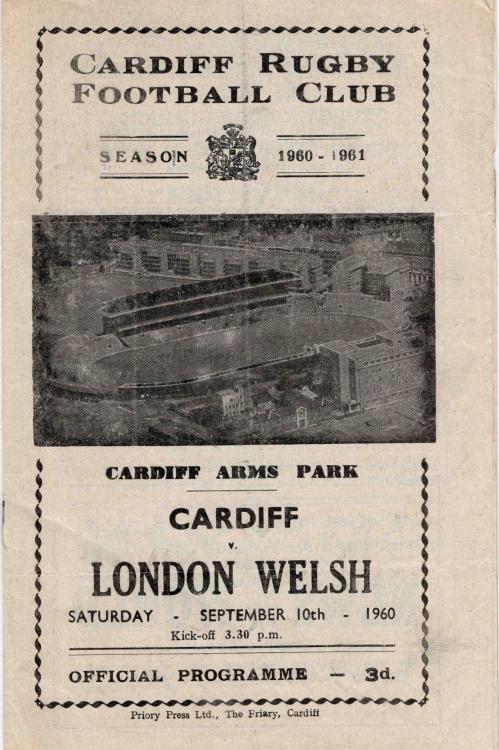 CARDIFF RUGBY
FOOTBALL CLUB
SEASON 1960 - 1961
CARDIFF ARMS PARK
CARDIFF
v.
LONDON WELSH
SATURDAY - SEPTEMBER 10th - 1960
Kick-off 3.30 p.m.
OFFICIAL PROGRAMME — 3d.
Priory Press Ltd., The Friary, Cardiff